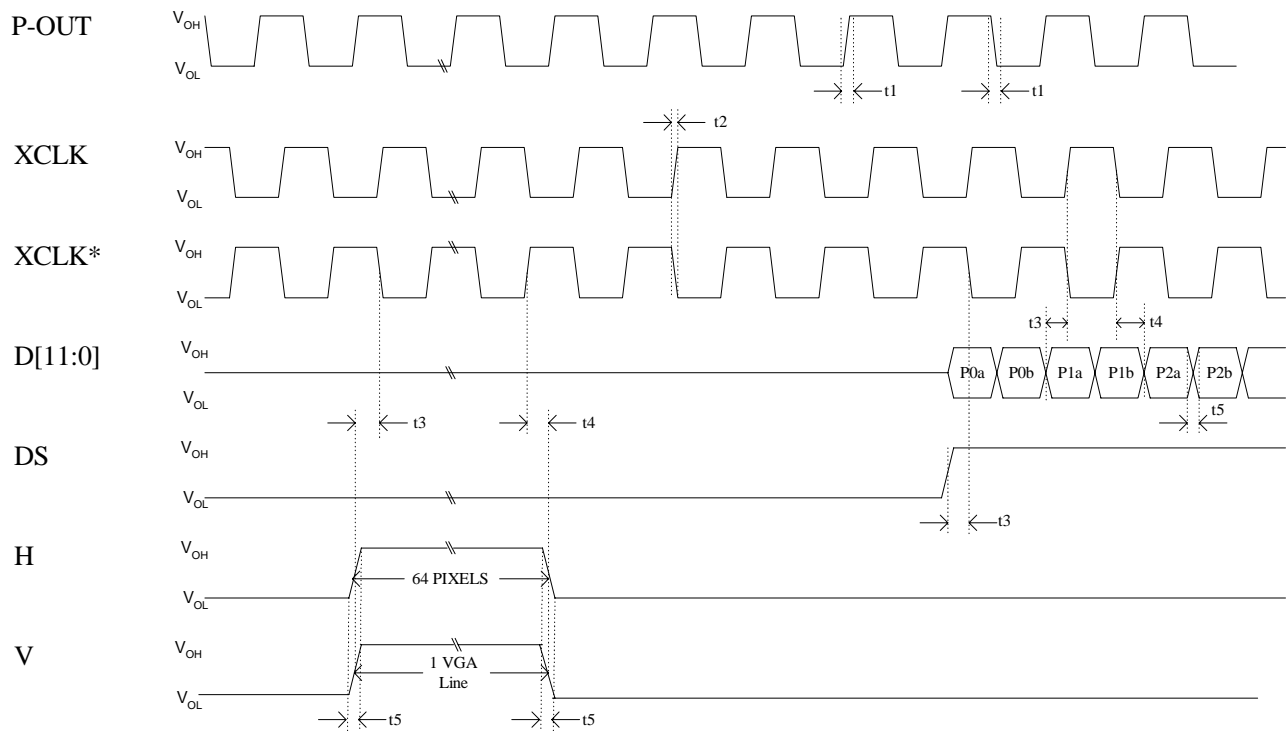 P-OUT
VOH
VOL
t1
t1
t2
XCLK
VOH
VOL
XCLK*
VOH
VOL
t3
t4
D[11:0]
VOH
VOL
P0a
P0b
P1a
P1b
P2a
P2b
t3
t4
t5
DS
VOH
VOL
t3
H
VOH
VOL
64 PIXELS
V
VOH
VOL
1 VGA
Line
t5
t5